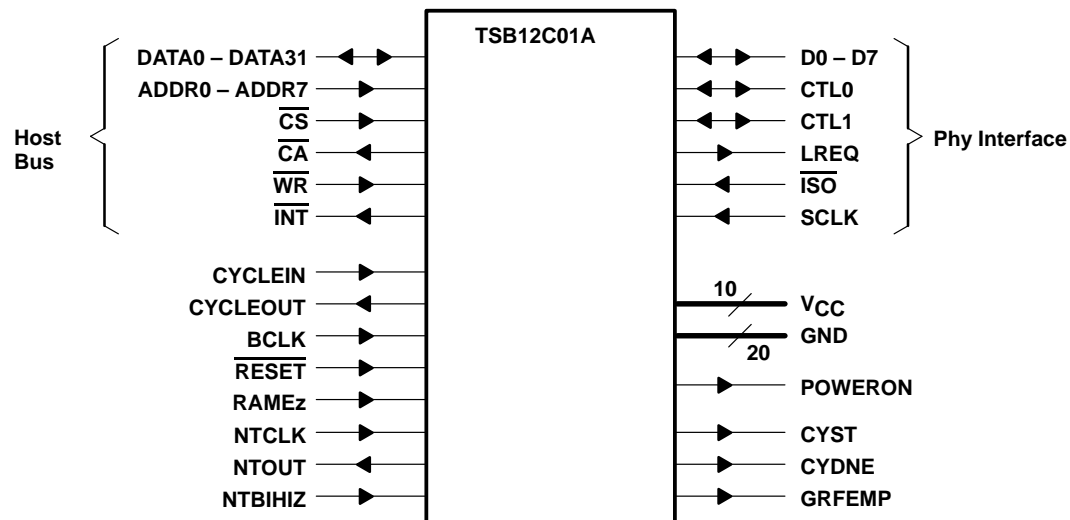 TSB12C01A
DATA0 – DATA31
ADDR0 – ADDR7
CS
CA
WR
INT
Host
Bus
CYCLEIN
CYCLEOUT
BCLK
RESET
RAMEz
NTCLK
NTOUT
NTBIHIZ
D0 – D7
CTL0
CTL1
LREQ
ISO
SCLK
Phy Interface
10
VCC
GND
20
POWERON
CYST
CYDNE
GRFEMP